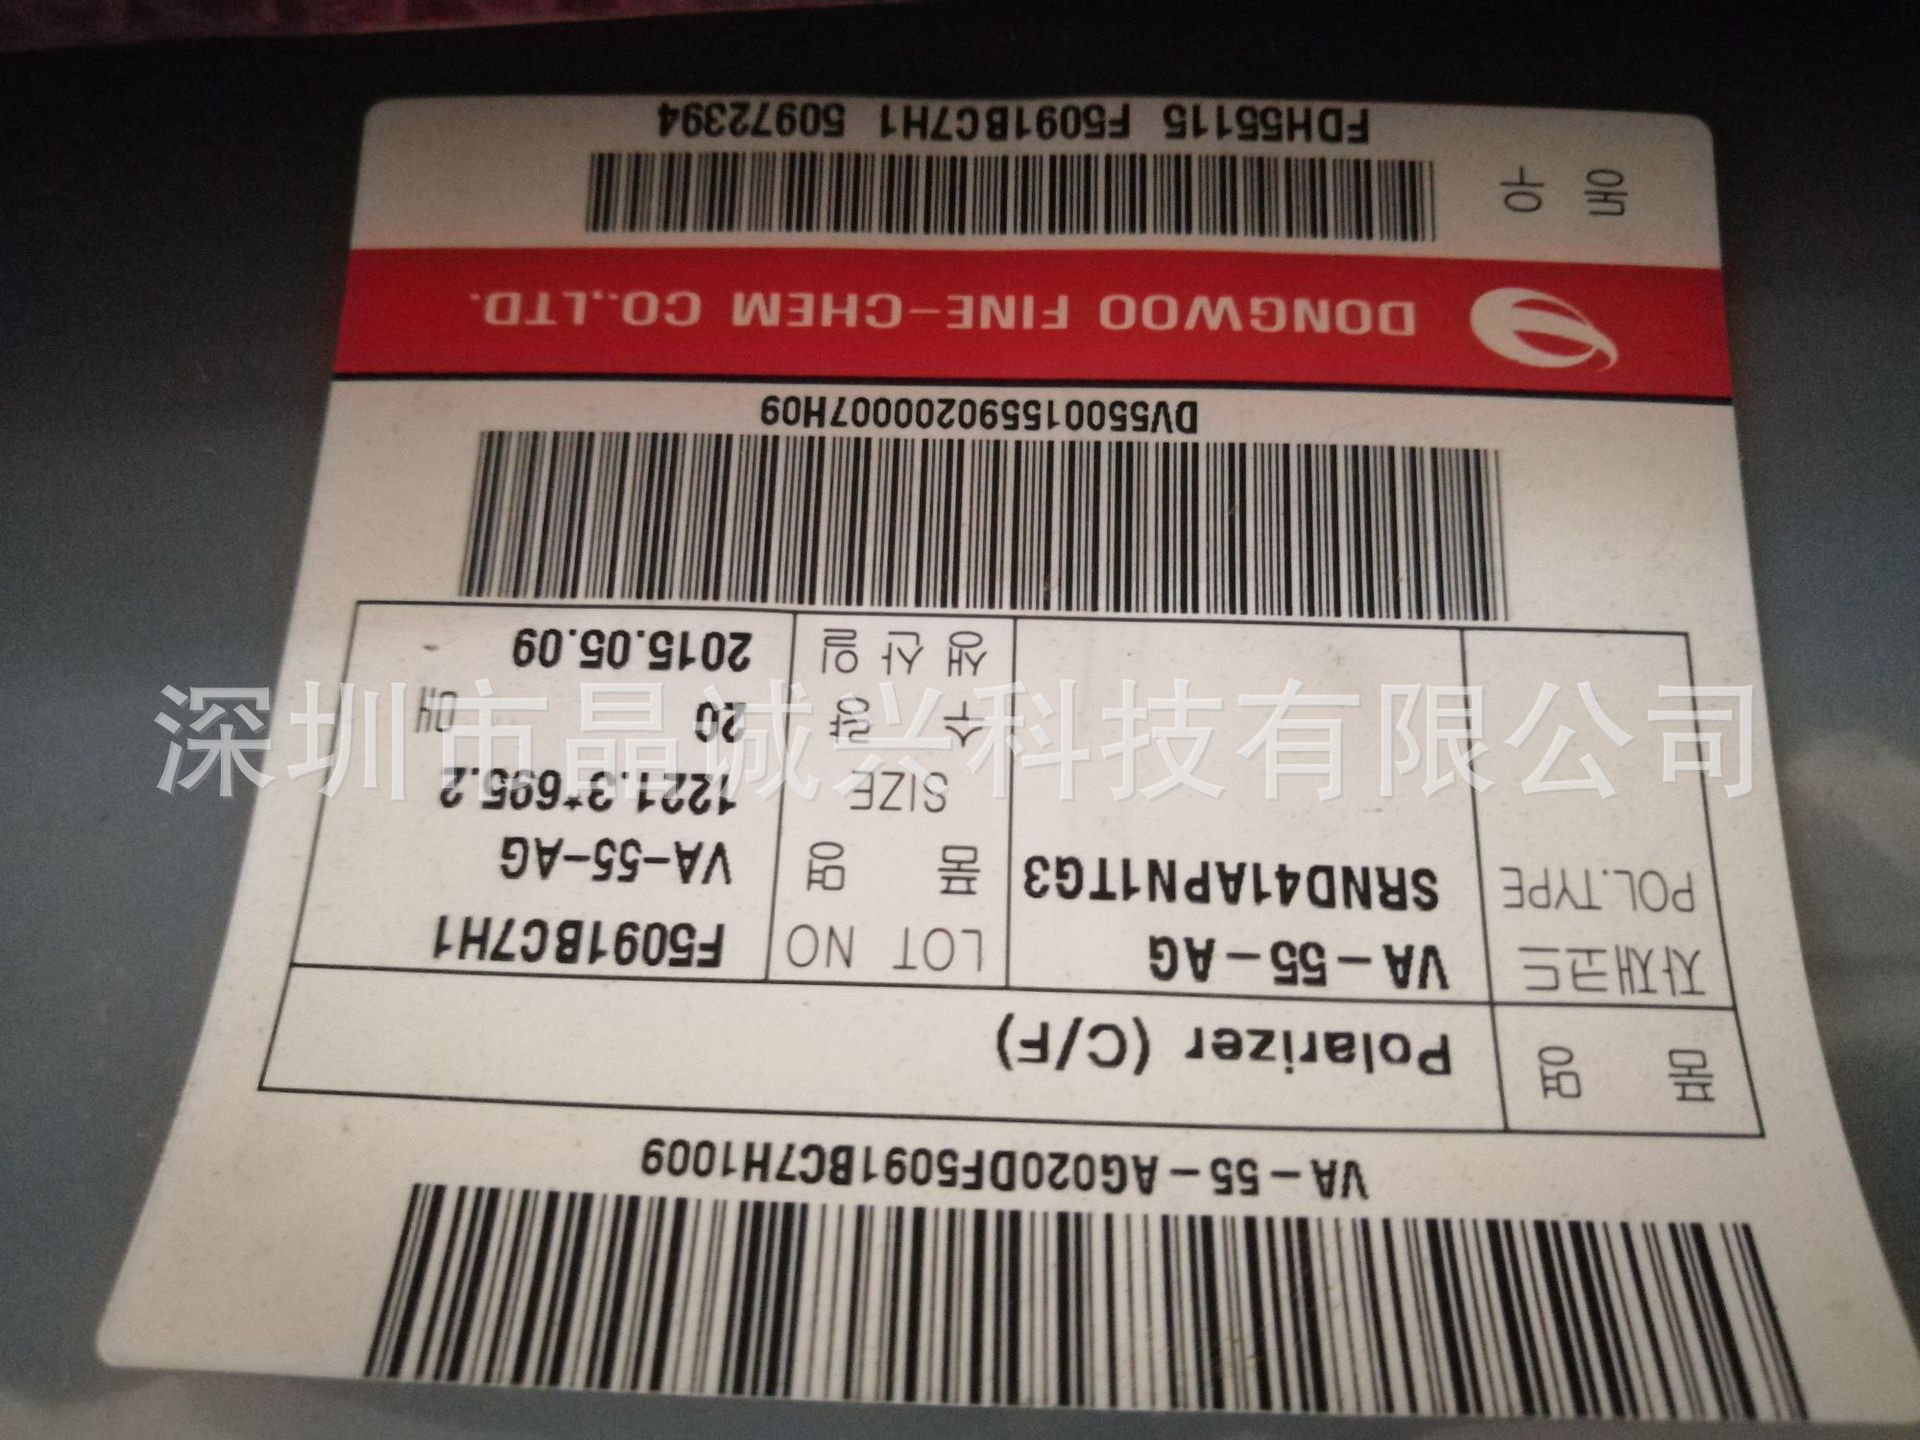 VA-55-AG020DF5091BC7H1009
품 명 Polarizer (C/F)
자재코드 VA-55-AG LOT NO F5091BC7H1
POL.TYPE SRND41APN1TG3 품 명 VA-55-AG
SIZE 1221.3*695.2
수 량 20 매
생 산 일 2015.05.09
DV550015590200007H09
DONGWOO FINE-CHEM CO.,LTD.
FDH55115 F5091BC7H1 50972394
深圳市晶诚兴科技有限公司